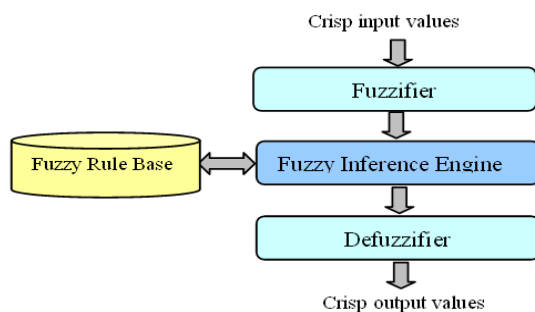 Crisp input values
Fuzzifier
Fuzzy Rule Base
Fuzzy Inference Engine
Defuzzifier
Crisp output values